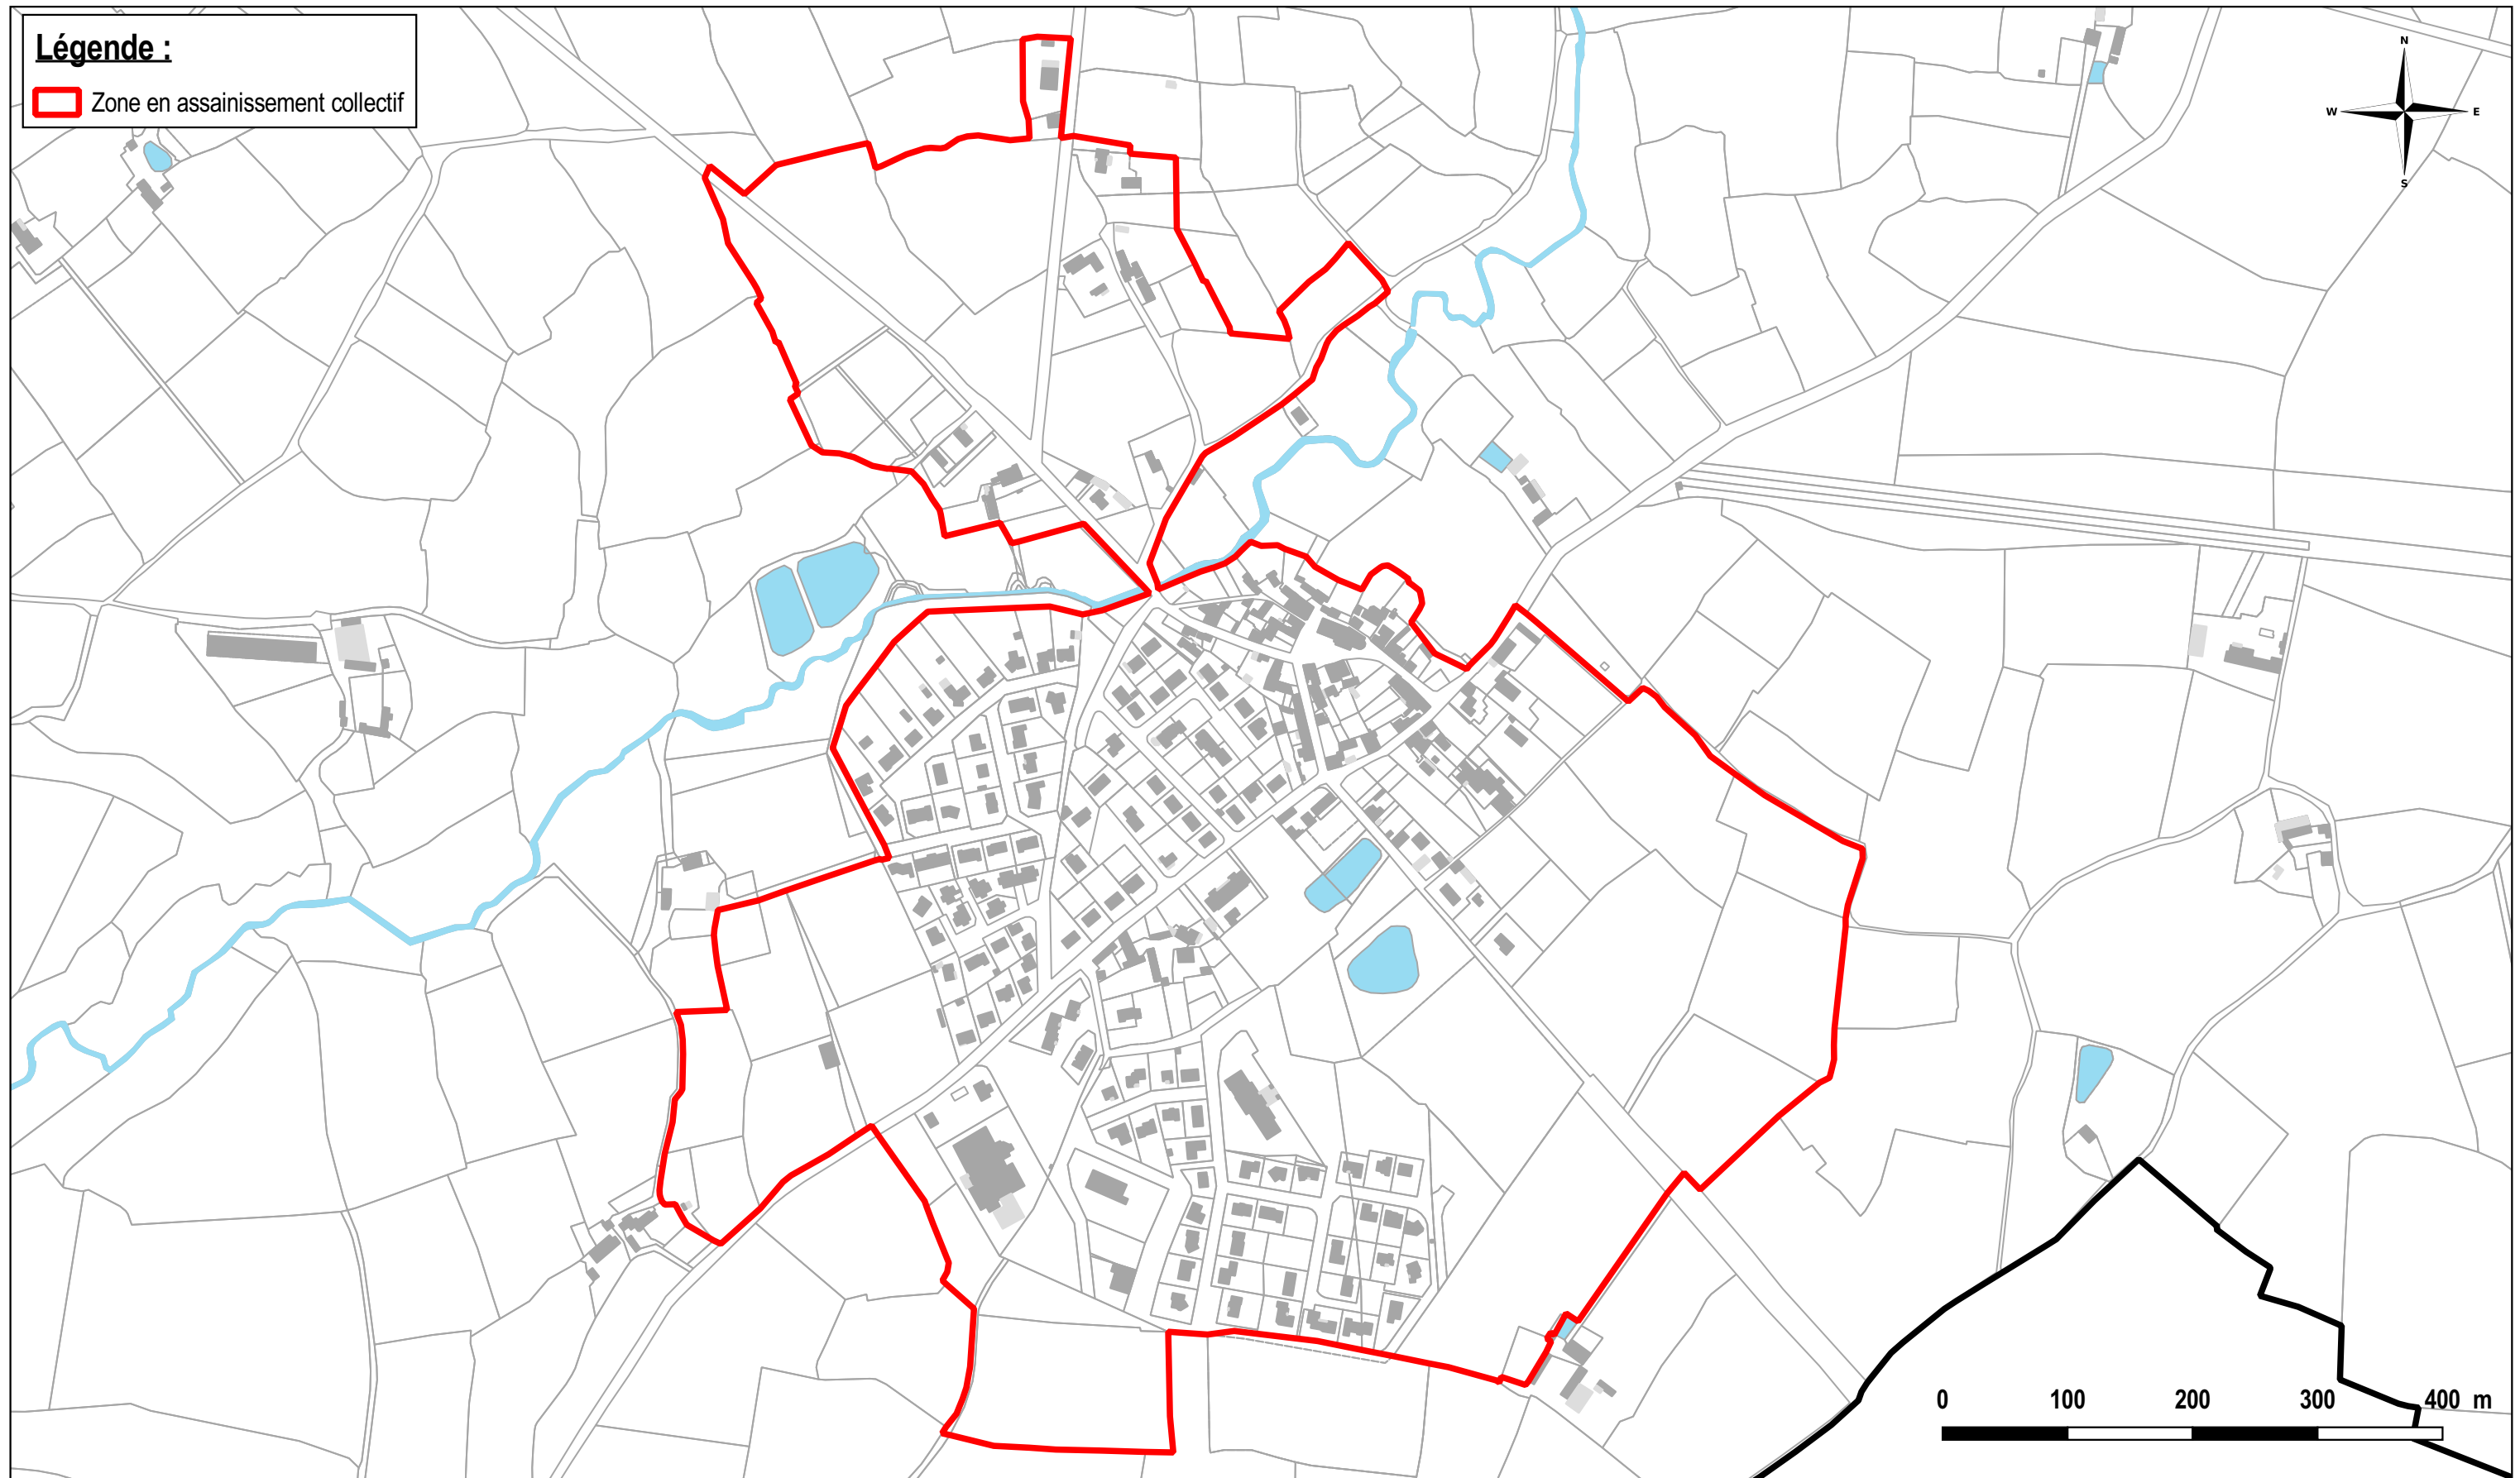 Légende :
Zone en assainissement collectif
N
W E
S
0 100 200 300 400 m